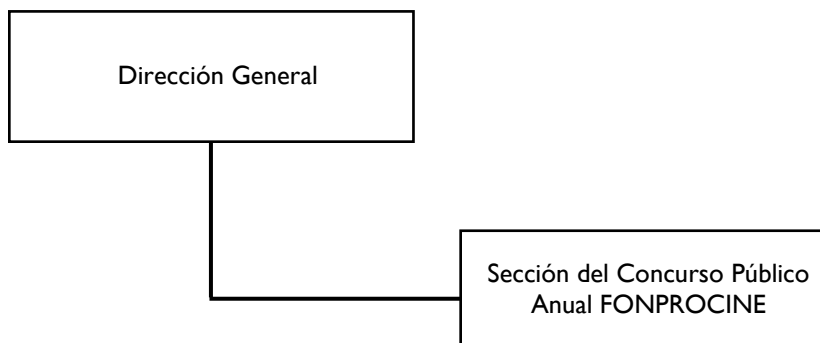 Dirección General
Sección del Concurso Público
Anual FONPROCINE